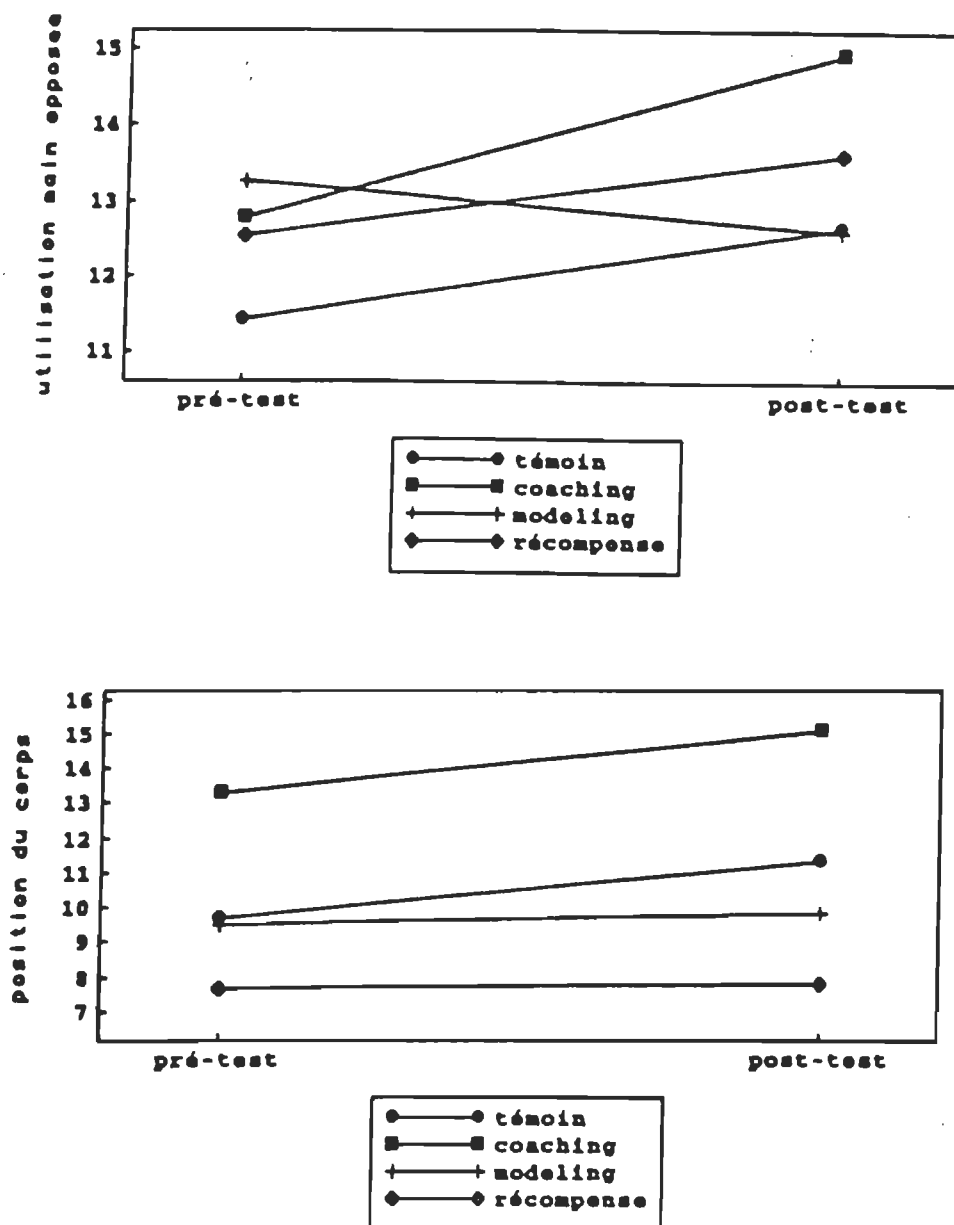 utilisation main opposée
15
14
13
12
11
pré-test post-test
témoin
coaching
modeling
récompense
position du corps
16
15
14
13
12
11
10
9
8
7
pré-test post-test
témoin
coaching
modeling
récompense